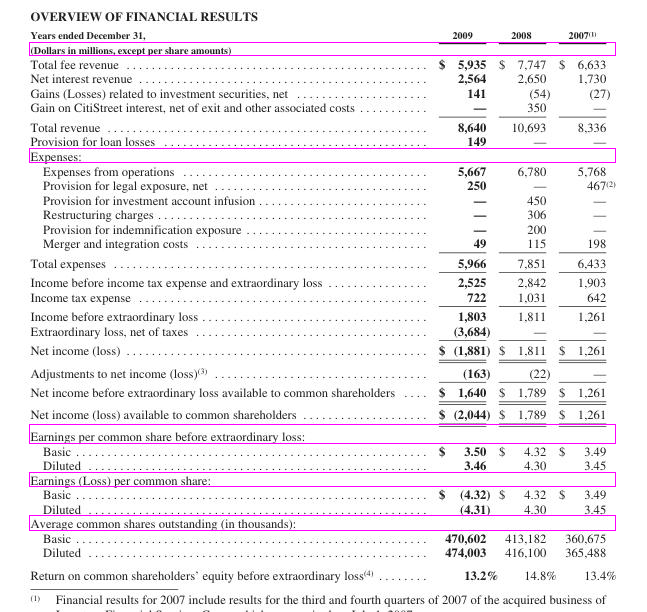 OVERVIEW OF FINANCIAL RESULTS
Years ended December 31, 2009 2008 2007(1)
(Dollars in millions, except per share amounts)
Total fee revenue $ 5,935 $ 7,747 $ 6,633
Net interest revenue 2,564 2,650 1,730
Gains (Losses) related to investment securities, net 141 (54) (27)
Gain on CitiStreet interest, net of exit and other associated costs — 350 —
Total revenue 8,640 10,693 8,336
Provision for loan losses 149 — —
Expenses:
Expenses from operations 5,667 6,780 5,768
Provision for legal exposure, net 250 — 467(2)
Provision for investment account infusion — 450 —
Restructuring charges — 306 —
Provision for indemnification exposure — 200 —
Merger and integration costs 49 115 198
Total expenses 5,966 7,851 6,433
Income before income tax expense and extraordinary loss 2,525 2,842 1,903
Income tax expense 722 1,031 642
Income before extraordinary loss 1,803 1,811 1,261
Extraordinary loss, net of taxes (3,684) — —
Net income (loss) $ (1,881) $ 1,811 $ 1,261
Adjustments to net income (loss)(3) (163) (22) —
Net income before extraordinary loss available to common shareholders $ 1,640 $ 1,789 $ 1,261
Net income (loss) available to common shareholders $ (2,044) $ 1,789 $ 1,261
Earnings per common share before extraordinary loss:
Basic $ 3.50 $ 4.32 $ 3.49
Diluted 3.46 4.30 3.45
Earnings (Loss) per common share:
Basic $ (4.32) $ 4.32 $ 3.49
Diluted (4.31) 4.30 3.45
Average common shares outstanding (in thousands):
Basic 470,602 413,182 360,675
Diluted 474,003 416,100 365,488
Return on common shareholders' equity before extraordinary loss(4) 13.2% 14.8% 13.4%
(1) Financial results for 2007 include results for the third and fourth quarters of 2007 of the acquired business of